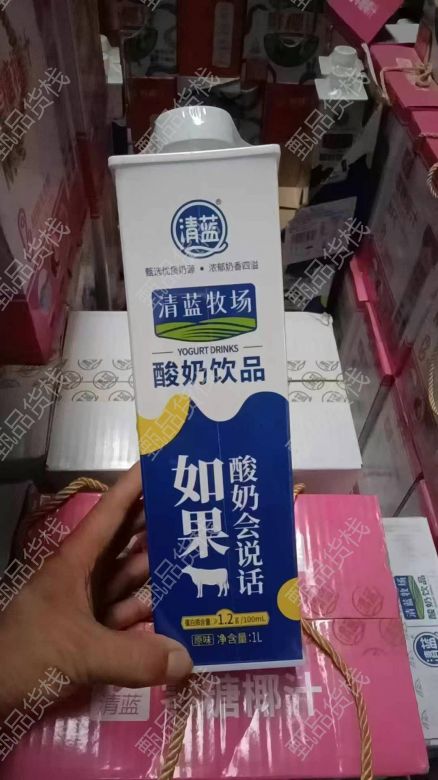 清蓝
®
甄选优质奶源 • 浓郁奶香四溢
清蓝牧场
YOGURT DRINKS
酸奶饮品
如果
酸奶会说话
蛋白质含量≥1.2g/100mL
原味 净含量:1L
清蓝
糖椰汁
清蓝牧场
酸奶饮品
清蓝
甄品货栈